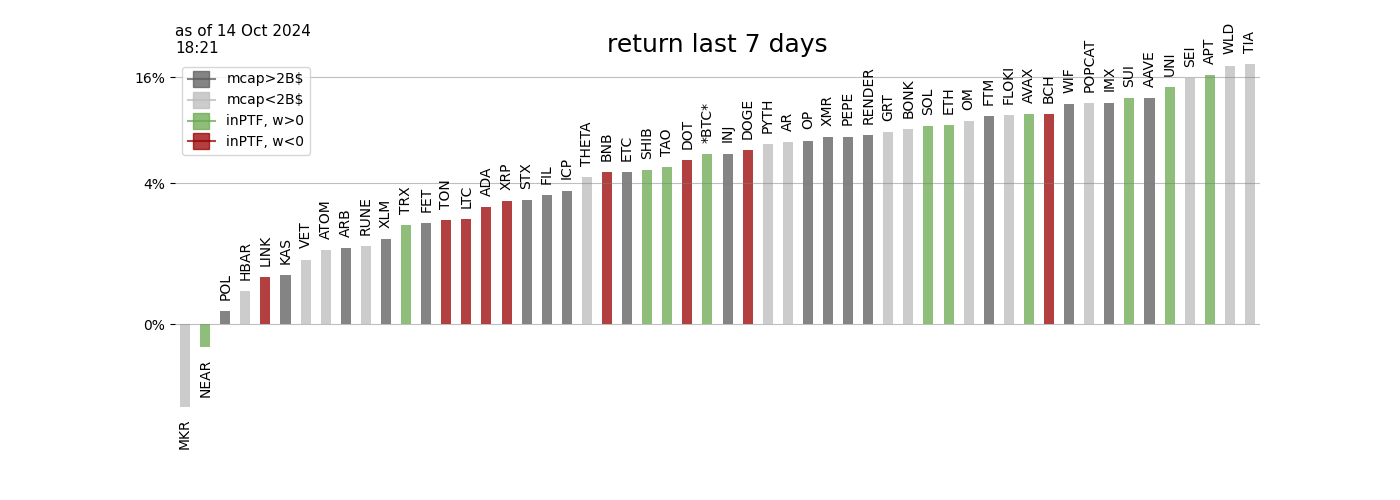 as of 14 Oct 2024
18:21
return last 7 days
mcap>2B$
mcap<2B$
inPTF, w>0
inPTF, w<0
16%
4%
0%
MKR
NEAR
POL
HBAR
LINK
KAS
VET
ATOM
ARB
RUNE
XLM
TRX
FET
TON
LTC
ADA
XRP
STX
FIL
ICP
THETA
BNB
ETC
SHIB
TAO
DOT
*BTC*
INJ
DOGE
PYTH
AR
OP
XMR
PEPE
RENDER
GRT
BONK
SOL
ETH
OM
FTM
FLOKI
AVAX
BCH
WIF
POPCAT
IMX
SUI
AAVE
UNI
SEI
APT
WLD
TIA